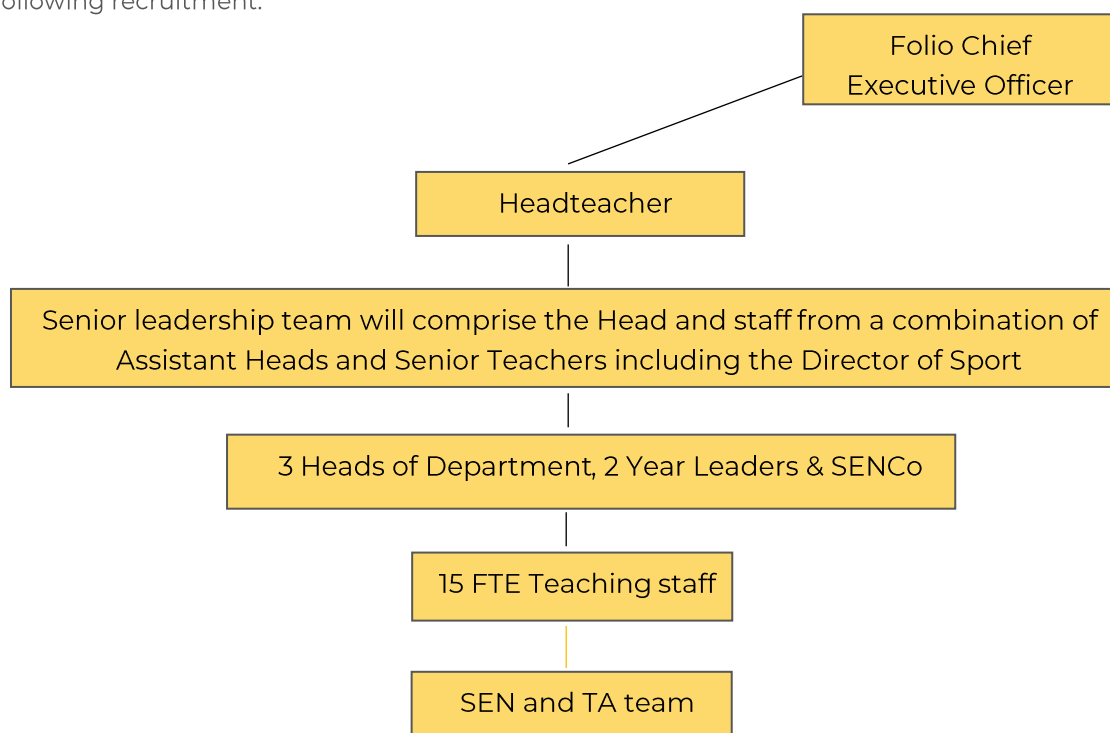 following recruitment.
Folio Chief
Executive Officer
Headteacher
Senior leadership team will comprise the Head and staff from a combination of
Assistant Heads and Senior Teachers including the Director of Sport
3 Heads of Department, 2 Year Leaders & SENCo
15 FTE Teaching staff
SEN and TA team